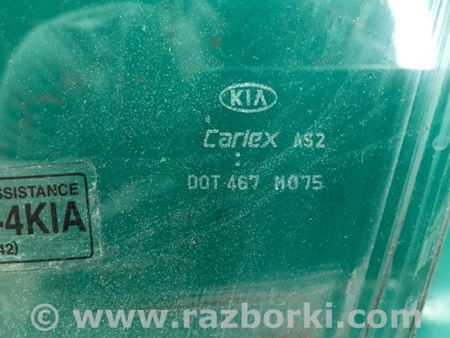 KIA
Carlex AS2
DOT 467 M075
SSISTANCE
-4KIA
42)
www.razborki.com